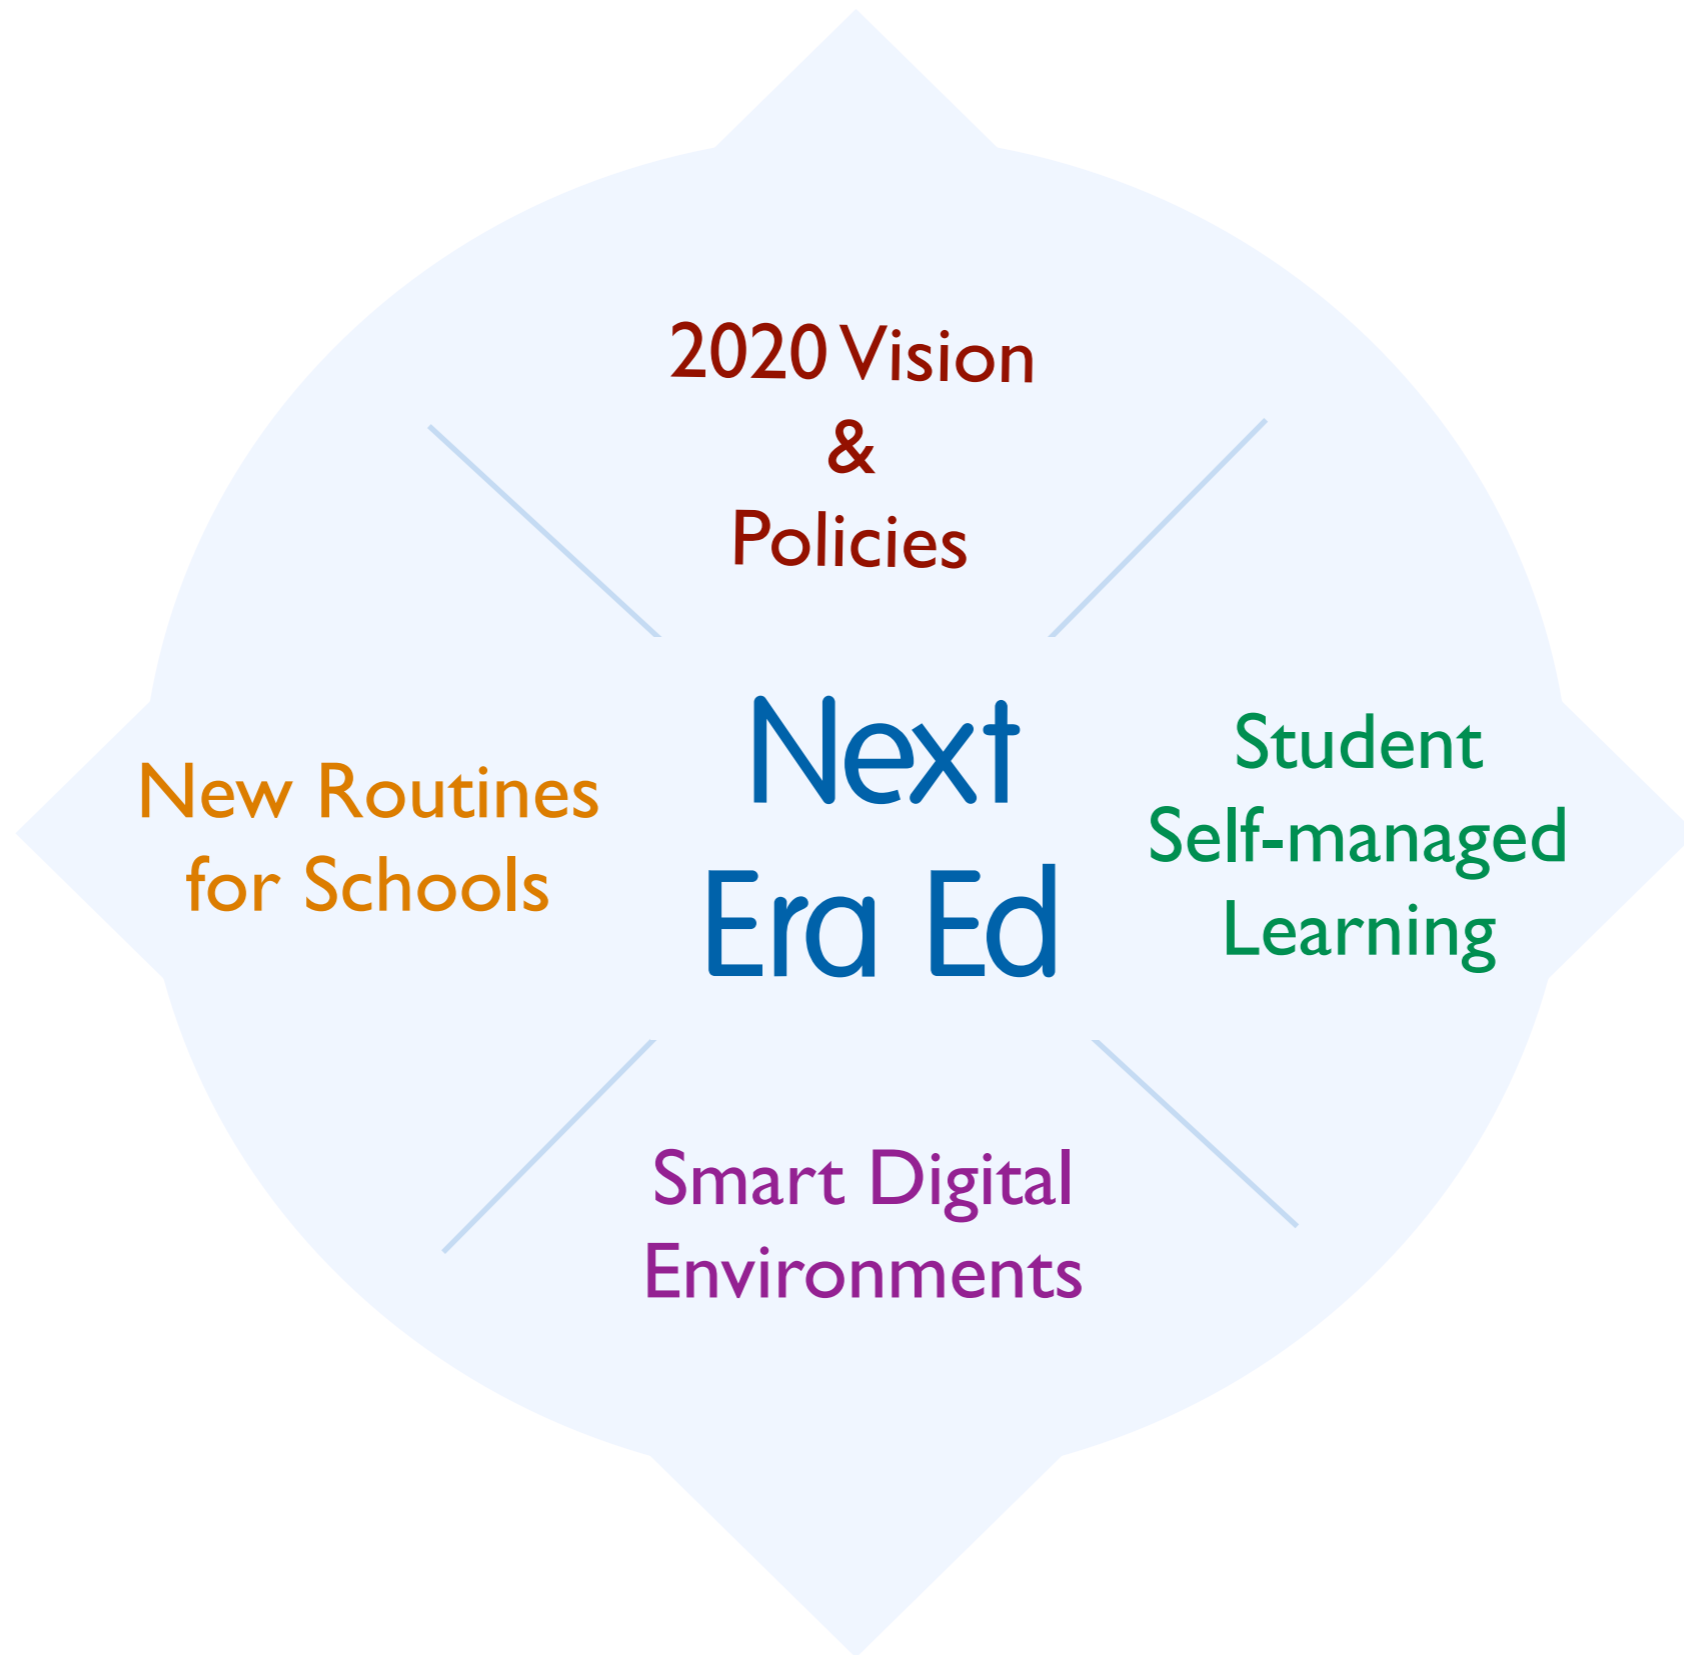 2020 Vision
&
Policies
New Routines
for Schools
Next
Era Ed
Student
Self-managed
Learning
Smart Digital
Environments